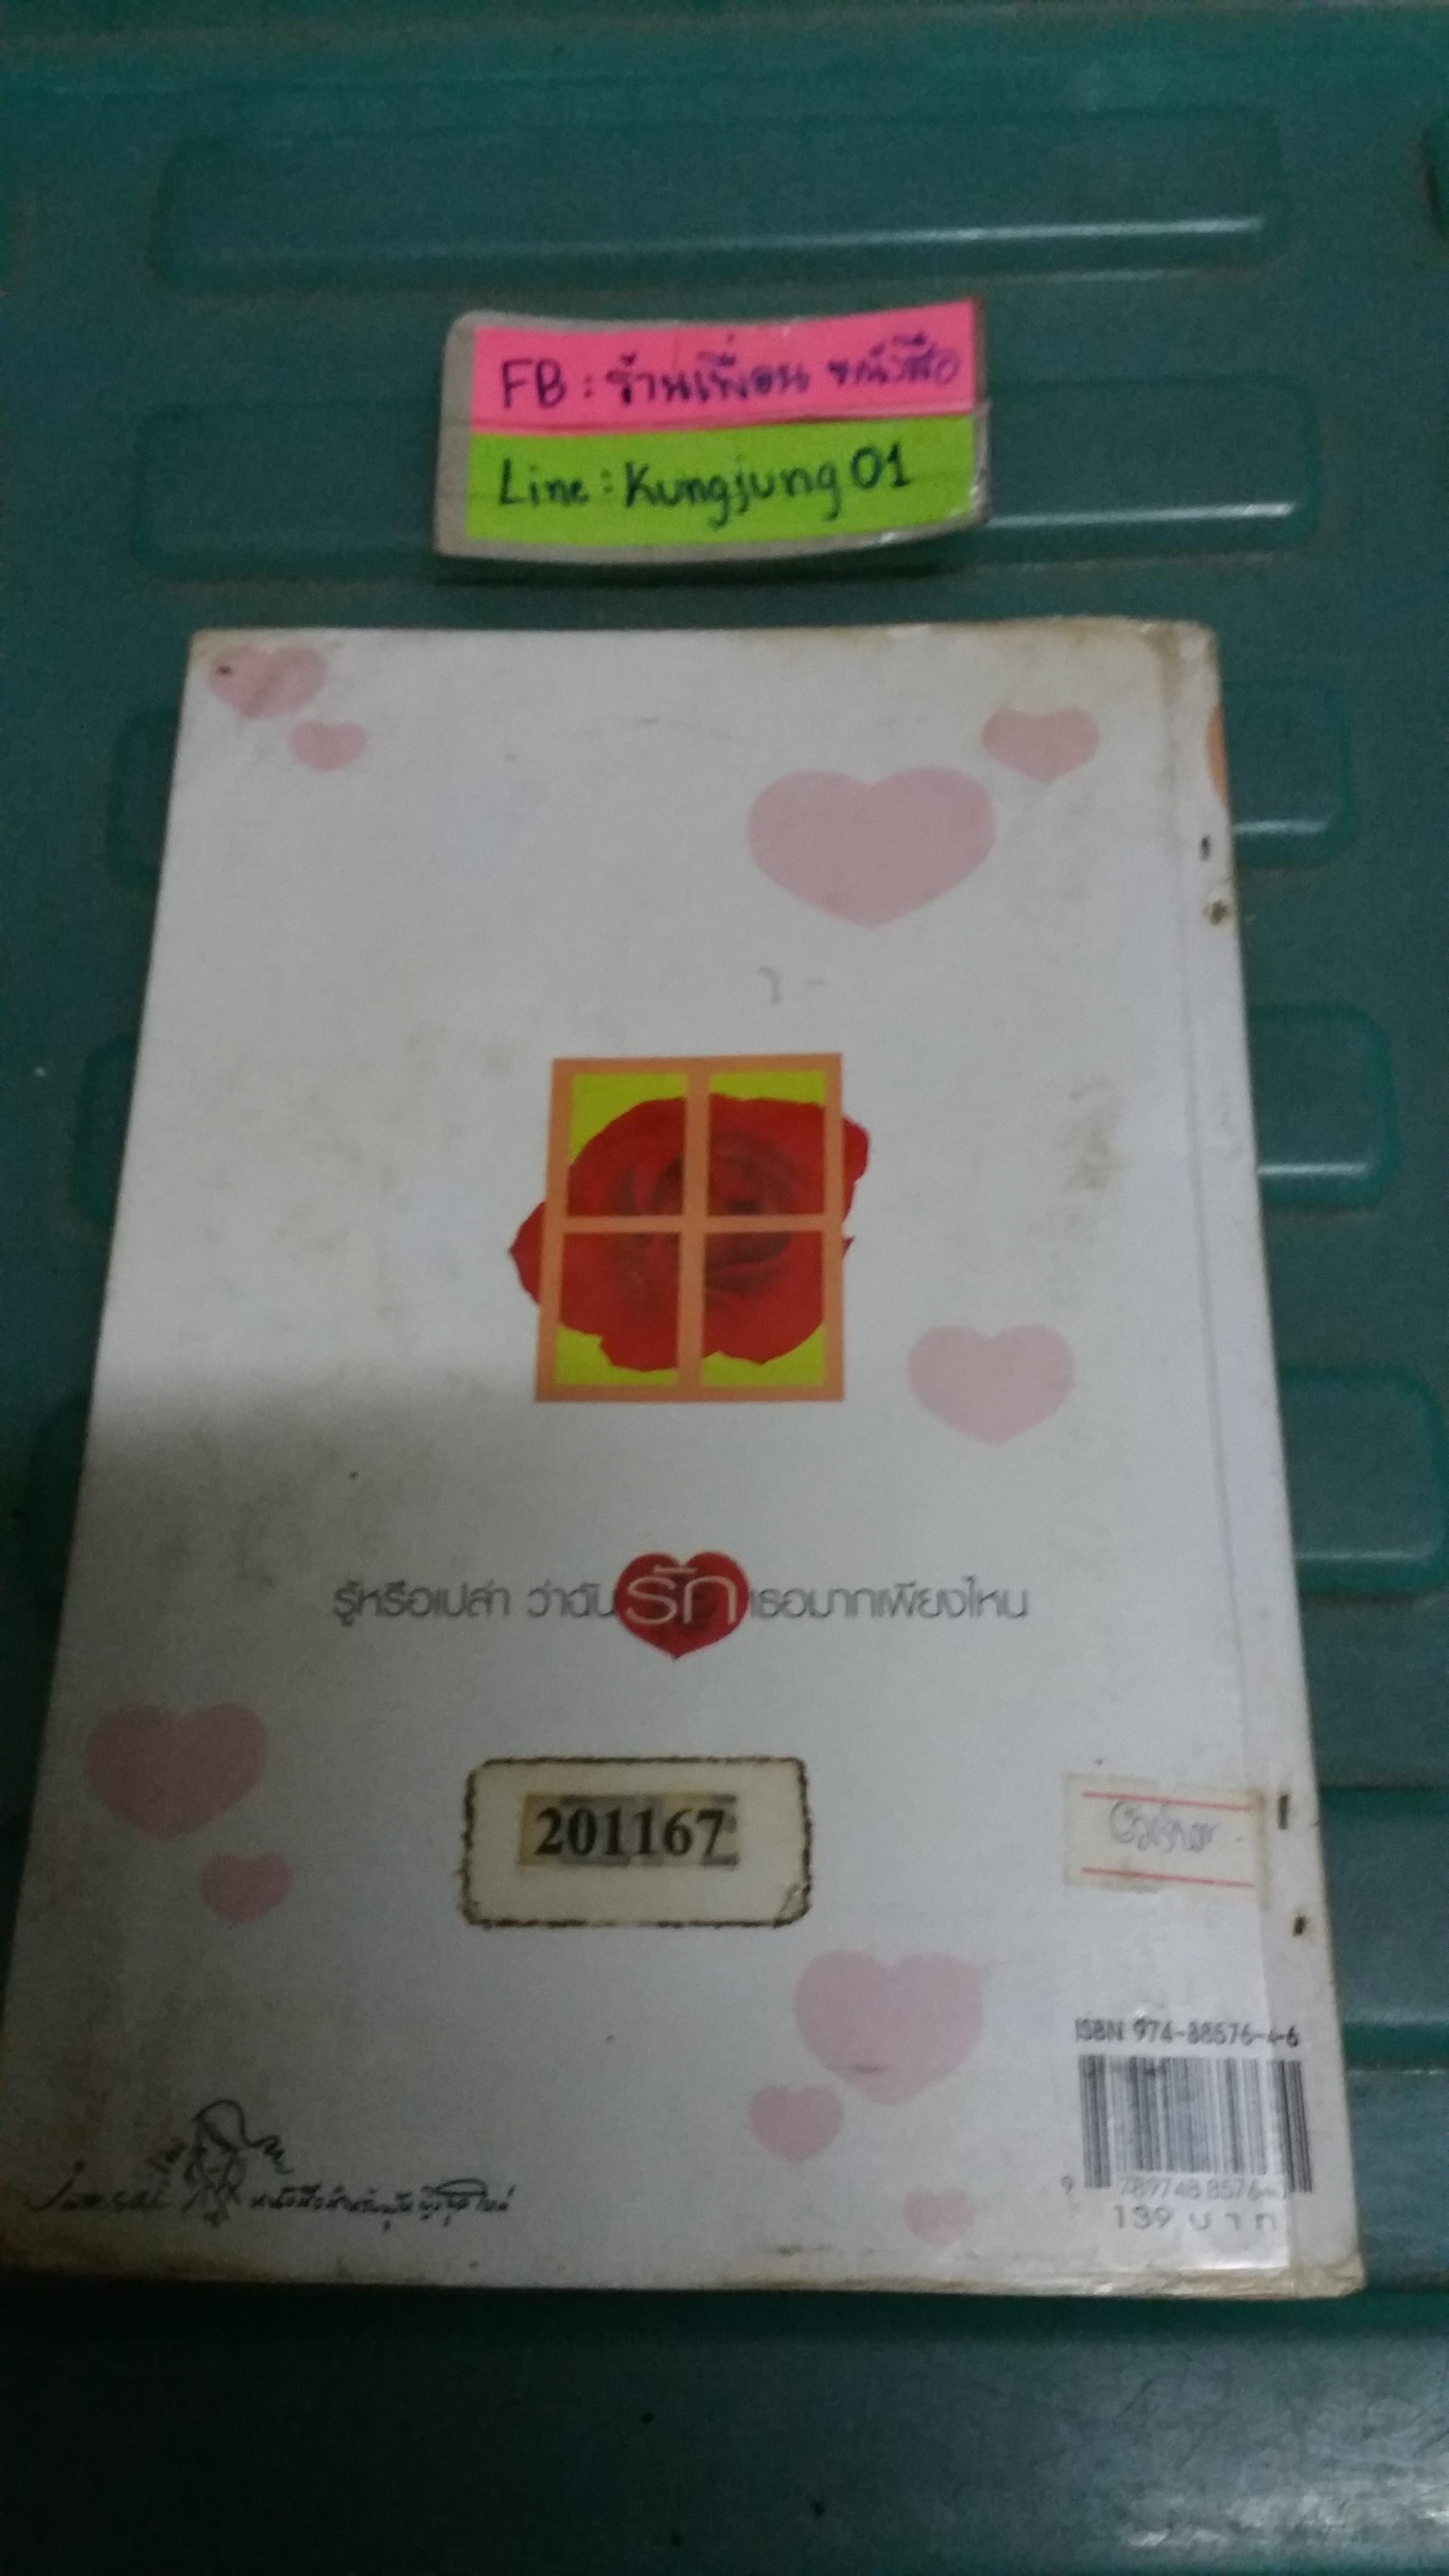 FB : ร้านเพื่อน หนังสือ
Line : Kungjung 01
รู้หรือเปล่า ว่าฉันรักเธอมากเพียงไหน
201167
ISBN 974-88576-4-6
139 บาท